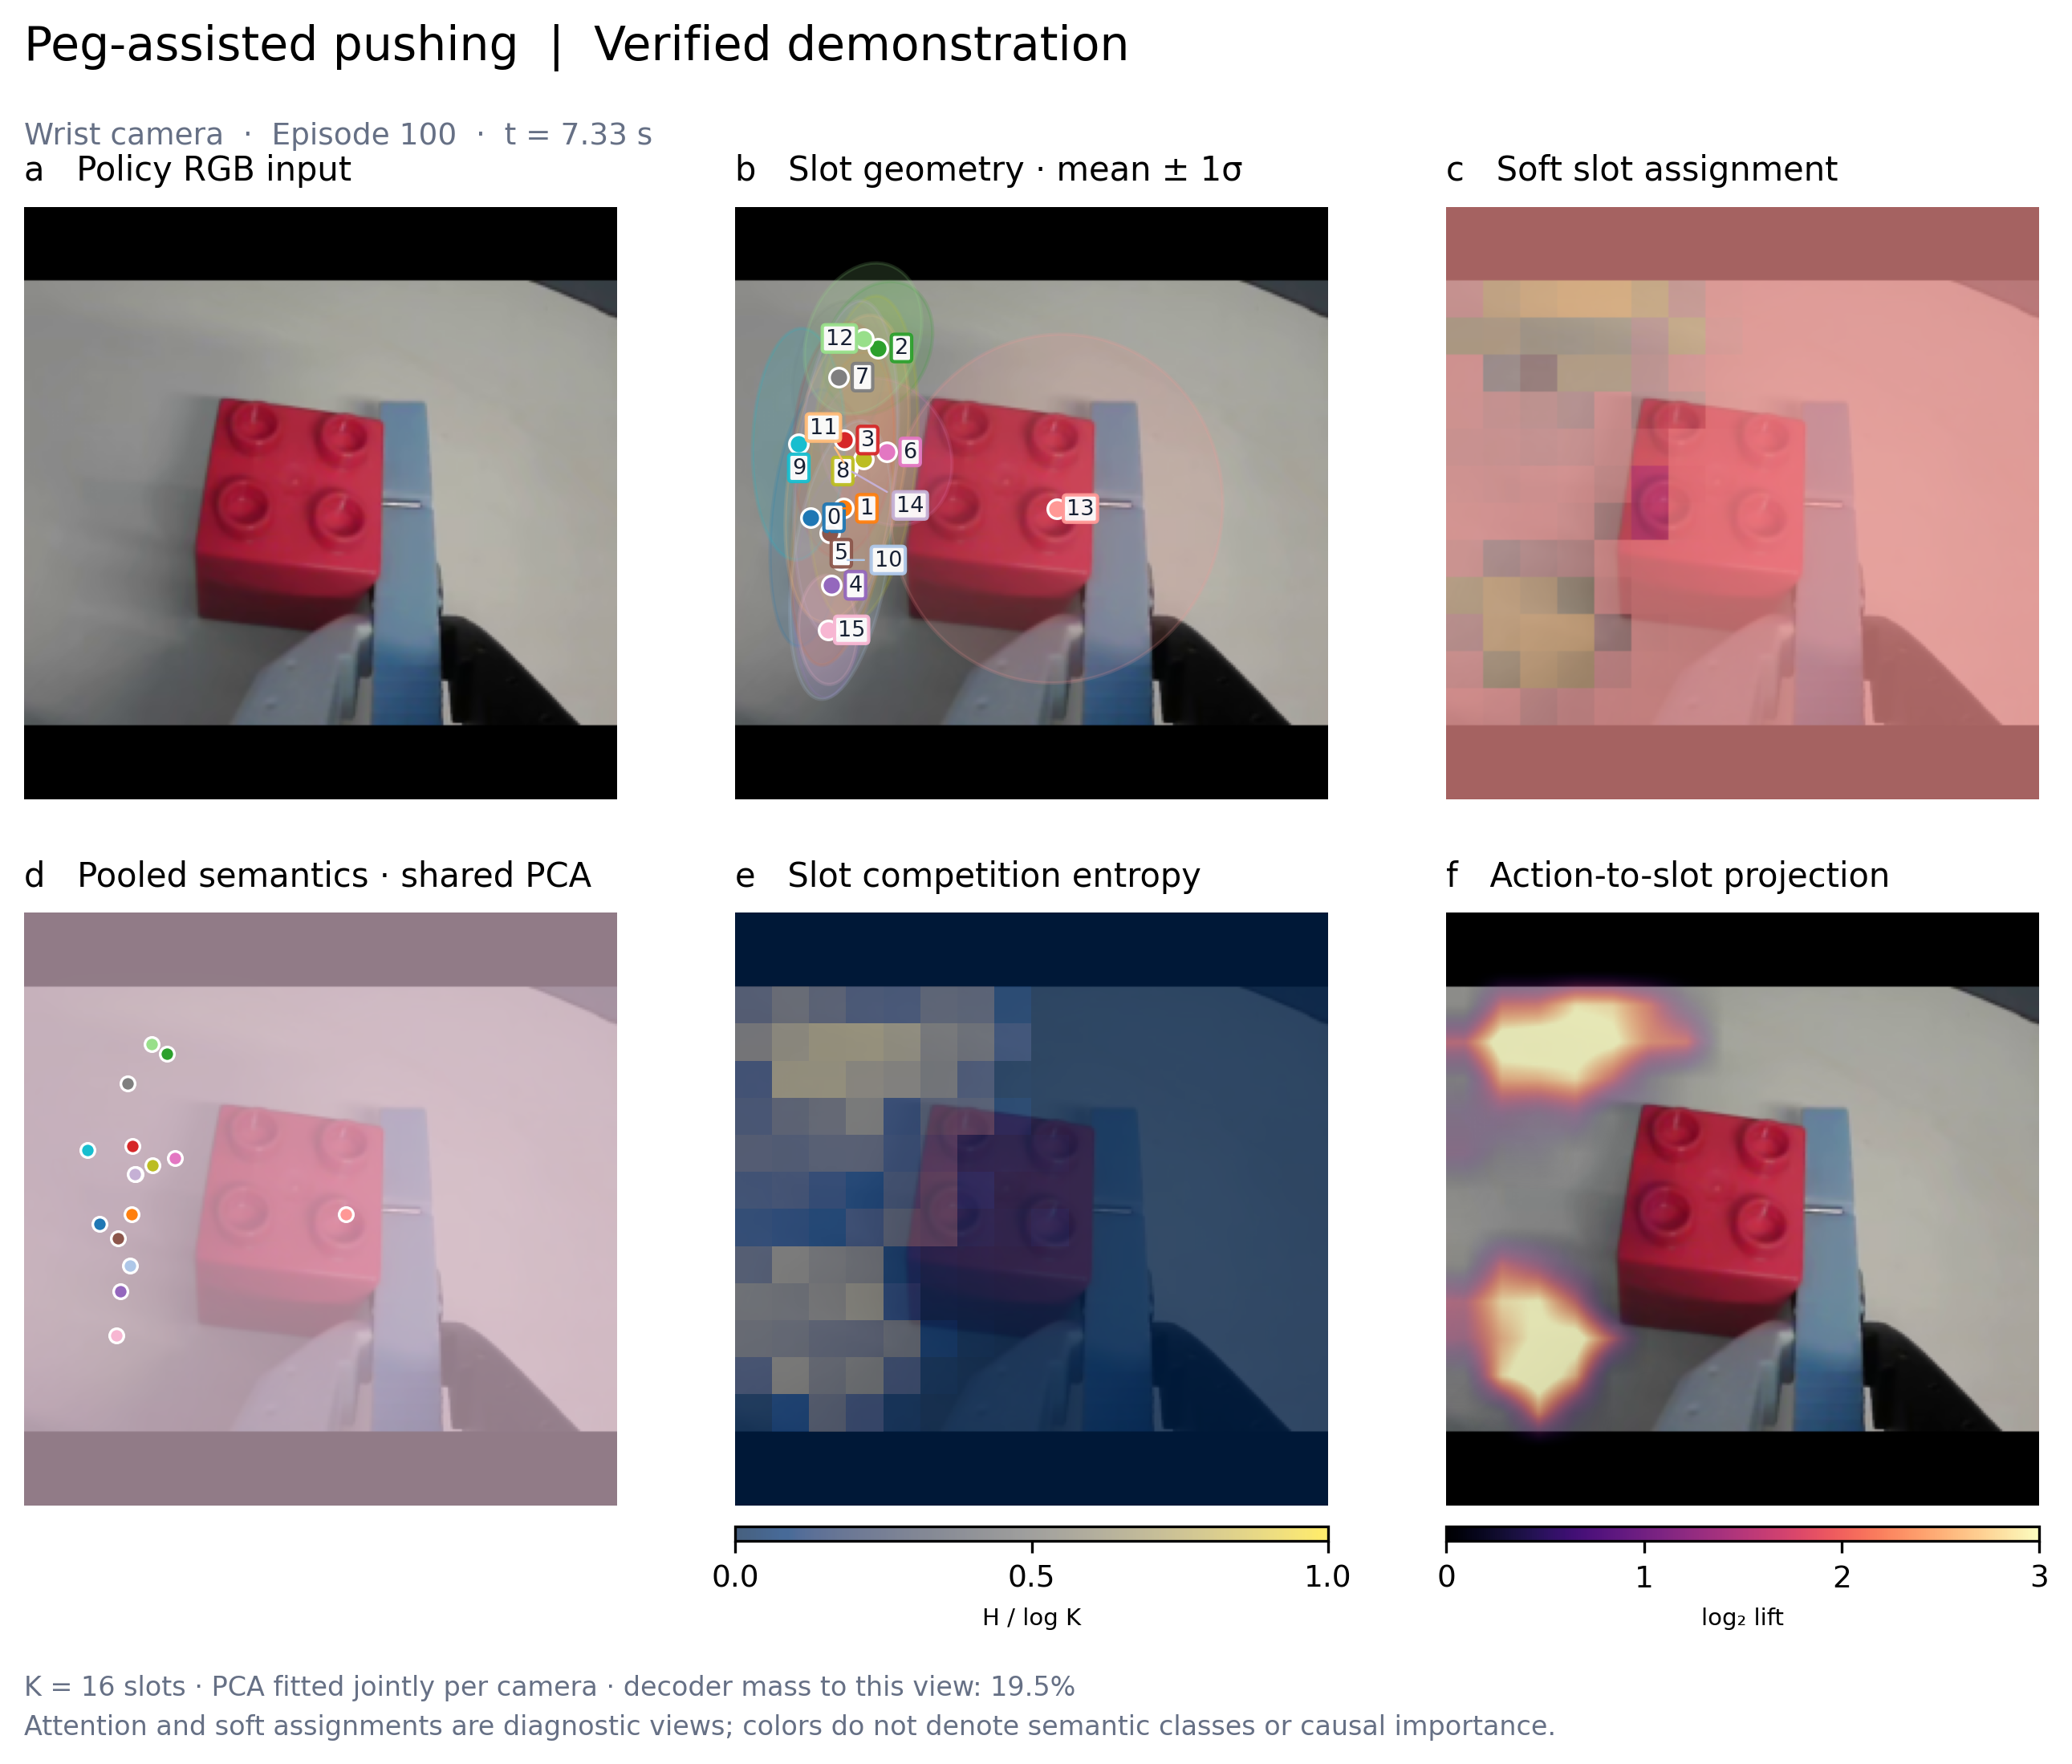 Peg-assisted pushing | Verified demonstration
Wrist camera · Episode 100 · t = 7.33 s
a Policy RGB input
b Slot geometry · mean ± 1σ
c Soft slot assignment
12
2
7
11
3
6
9
8
14
13
0
1
5
10
4
15
d Pooled semantics · shared PCA
e Slot competition entropy
f Action-to-slot projection
0.0 0.5 1.0
H / log K
0 1 2 3
log₂ lift
K = 16 slots · PCA fitted jointly per camera · decoder mass to this view: 19.5%
Attention and soft assignments are diagnostic views; colors do not denote semantic classes or causal importance.